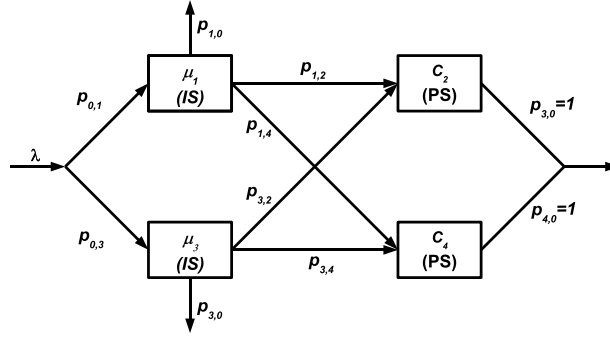 p1,0
μ1
(IS)
p1,2
C2
(PS)
p0,1
p1,4
p3,0=1
λ
p3,2
p0,3
μ3
(IS)
p3,4
C4
(PS)
p4,0=1
p3,0